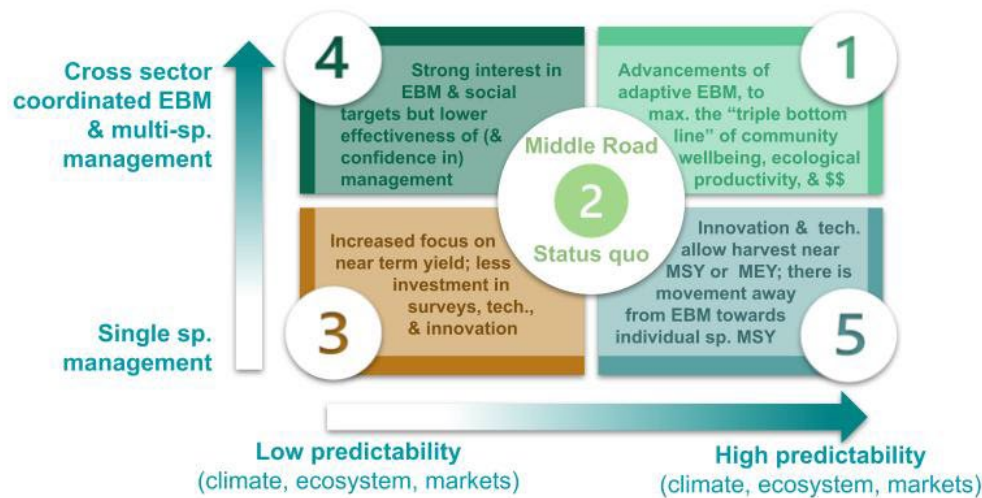 Cross sector
coordinated EBM
& multi-sp.
management
Single sp.
management
4
Strong interest in
EBM & social
targets but lower
effectiveness of (&
confidence in)
management
1
Advancements of
adaptive EBM, to
max. the “triple bottom
line” of community
wellbeing, ecological
productivity, & $$
Middle Road
2
Status quo
3
Increased focus on
near term yield; less
investment in
surveys, tech.,
& innovation
5
Innovation & tech.
allow harvest near
MSY or MEY; there is
movement away
from EBM towards
individual sp. MSY
Low predictability
(climate, ecosystem, markets)
High predictability
(climate, ecosystem, markets)